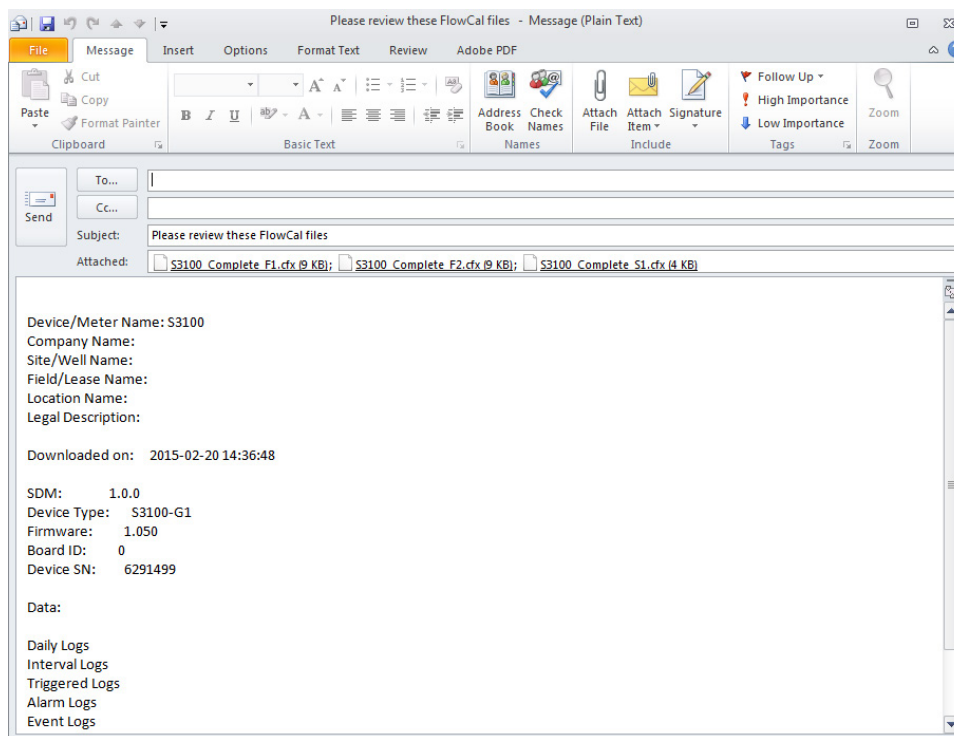 Please review these FlowCal files - Message (Plain Text)
File Message Insert Options Format Text Review Adobe PDF
Paste
Cut
Copy
Format Painter
Clipboard
B I U
Basic Text
Address Book
Check Names
Names
Attach File
Attach Item
Signature
Include
Follow Up
High Importance
Low Importance
Tags
Zoom
Zoom
Send
To...
Cc...
Subject: Please review these FlowCal files
Attached: S3100_Complete_F1.cfx (9 KB); S3100_Complete_F2.cfx (9 KB); S3100_Complete_S1.cfx (4 KB)
Device/Meter Name: S3100
Company Name:
Site/Well Name:
Field/Lease Name:
Location Name:
Legal Description:
Downloaded on: 2015-02-20 14:36:48
SDM: 1.0.0
Device Type: S3100-G1
Firmware: 1.050
Board ID: 0
Device SN: 6291499
Data:
Daily Logs
Interval Logs
Triggered Logs
Alarm Logs
Event Logs